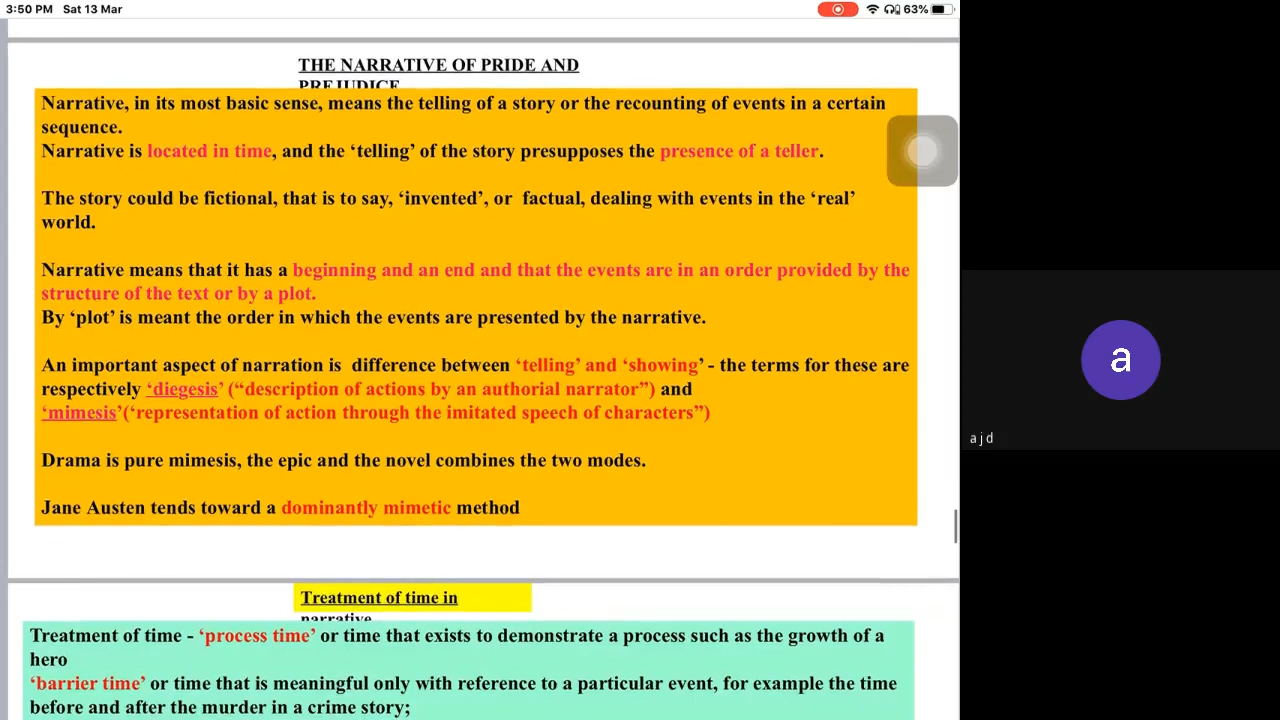 3:50 PM Sat 13 Mar
63%
THE NARRATIVE OF PRIDE AND
PREJUDICE
Narrative, in its most basic sense, means the telling of a story or the recounting of events in a certain
sequence.
Narrative is located in time, and the ‘telling’ of the story presupposes the presence of a teller.
The story could be fictional, that is to say, ‘invented’, or factual, dealing with events in the ‘real’
world.
Narrative means that it has a beginning and an end and that the events are in an order provided by the
structure of the text or by a plot.
By ‘plot’ is meant the order in which the events are presented by the narrative.
An important aspect of narration is difference between ‘telling’ and ‘showing’ - the terms for these are
respectively ‘diegesis’ (“description of actions by an authorial narrator”) and
‘mimesis’(‘representation of action through the imitated speech of characters”)
Drama is pure mimesis, the epic and the novel combines the two modes.
Jane Austen tends toward a dominantly mimetic method
Treatment of time in
narrative
Treatment of time - ‘process time’ or time that exists to demonstrate a process such as the growth of a
hero
‘barrier time’ or time that is meaningful only with reference to a particular event, for example the time
before and after the murder in a crime story;
a
a j d